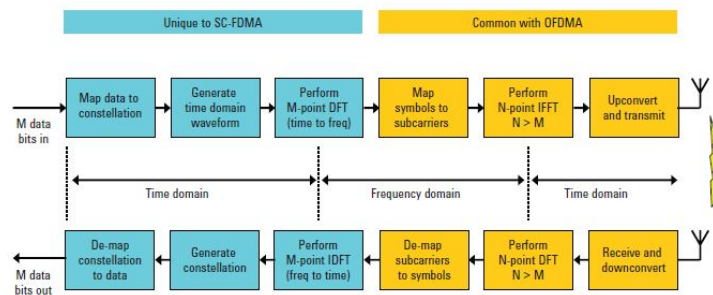 Unique to SC-FDMA
Common with OFDMA
M data
bits in
Map data to
constellation
Generate
time domain
waveform
Perform
M-point DFT
(time to freq)
Map
symbols to
subcarriers
Perform
N-point IFFT
N > M
Upconvert
and transmit
Time domain
Frequency domain
Time domain
De-map
constellation
to data
Generate
constellation
Perform
M-point IDFT
(freq to time)
De-map
subcarriers
to symbols
Perform
N-point DFT
N > M
Receive and
downconvert
M data
bits out